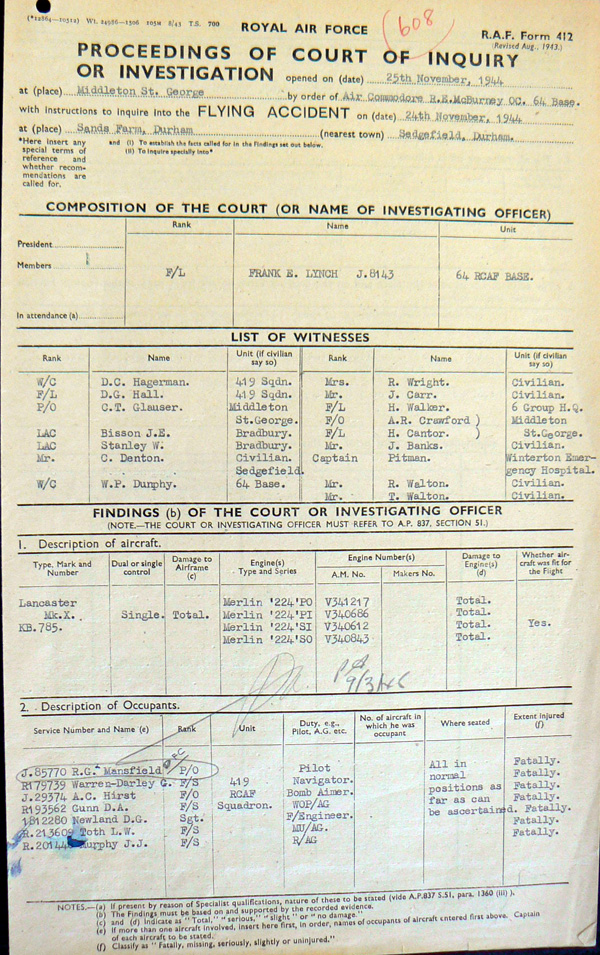 (*12864—10512) Wt. 24986—1306 105M 8/43 T.S. 700
ROYAL AIR FORCE
608
R.A.F. Form 412
(Revised Aug., 1943.)
PROCEEDINGS OF COURT OF INQUIRY
OR INVESTIGATION opened on (date) 25th November, 1944
at (place) Middleton St. George by order of Air Commodore R.E.McBurney OC. 64 Base.
with instructions to inquire into the FLYING ACCIDENT on (date) 24th November, 1944
at (place) Sands Farm, Durham (nearest town) Sedgefield, Durham.
*Here insert any special terms of reference and whether recommendations are called for.
and (i) To establish the facts called for in the findings set out below.
(ii) To inquire specially into*
COMPOSITION OF THE COURT (OR NAME OF INVESTIGATING OFFICER)
Rank Name Unit
President
Members F/L FRANK E. LYNCH J.8143 64 RCAF BASE.
In attendance (a)
LIST OF WITNESSES
Rank Name Unit (if civilian say so) Rank Name Unit (if civilian say so)
W/C D.C. Hagerman. 419 Sqdn. Mrs. R. Wright. Civilian.
F/L D.G. Hall. 419 Sqdn. Mr. J. Carr. Civilian.
P/O C.T. Glauser. Middleton F/L H. Walker. 6 Group H.Q.
St.George. F/O A.R. Crawford ) Middleton
LAC Bisson J.E. Bradbury. F/L H. Cantor. ) St.George.
LAC Stanley W. Bradbury. Mr. J. Banks. Civilian.
Mr. C. Denton. Civilian. Captain Pitman. Winterton Emer-
Sedgefield. gency Hospital.
W/C W.P. Dunphy. 64 Base. Mr. R. Walton. Civilian.
Mr. T. Walton. Civilian.
FINDINGS (b) OF THE COURT OR INVESTIGATING OFFICER
(NOTE.—THE COURT OR INVESTIGATING OFFICER MUST REFER TO A.P. 837, SECTION 51.)
1. Description of aircraft.
Type, Mark and Number Dual or single control Damage to Airframe (c) Engine(s) Type and Series Engine Number(s) A.M. No. Makers No. Damage to Engine(s) (d) Whether aircraft was fit for the Flight
Lancaster Merlin '224'PO V341217 Total.
Mk.X. Single. Total. Merlin '224'PI V340686 Total.
KB.785. Merlin '224'SI V340612 Total. Yes.
Merlin '224'SO V340843 Total.
2. Description of Occupants.
Service Number and Name (e) Rank Unit Duty, e.g., Pilot, A.G. etc. No. of aircraft in which he was occupant Where seated Extent injured (f)
J.85770 R.G. Mansfield P/O Pilot All in Fatally.
R179739 Warren-Darley G. F/S 419 Navigator. normal Fatally.
J.29374 A.C. Hirst F/O RCAF Bomb Aimer. positions as Fatally.
R193562 Gunn D.A. F/S Squadron. WOP/AG far as can Fatally.
1812280 Newland D.G. Sgt. F/Engineer. be ascertained. Fatally.
R.213609 Toth L.W. F/S MU/AG. Fatally.
R.20144 Murphy J.J. F/S R/AG Fatally.
NOTES.—(a) If present by reason of Specialist qualifications, nature of these to be stated (vide A.P.837 S.51, para. 1360 (iii) ).
(b) The Findings must be based on and supported by the recorded evidence.
(c) and (d) Indicate as "Total," "serious," "slight" or "no damage."
(e) If more than one aircraft involved, insert here first, in order, names of occupants of aircraft entered first above. Captain of each aircraft to be stated.
(f) Classify as "Fatally, missing, seriously, slightly or uninjured."